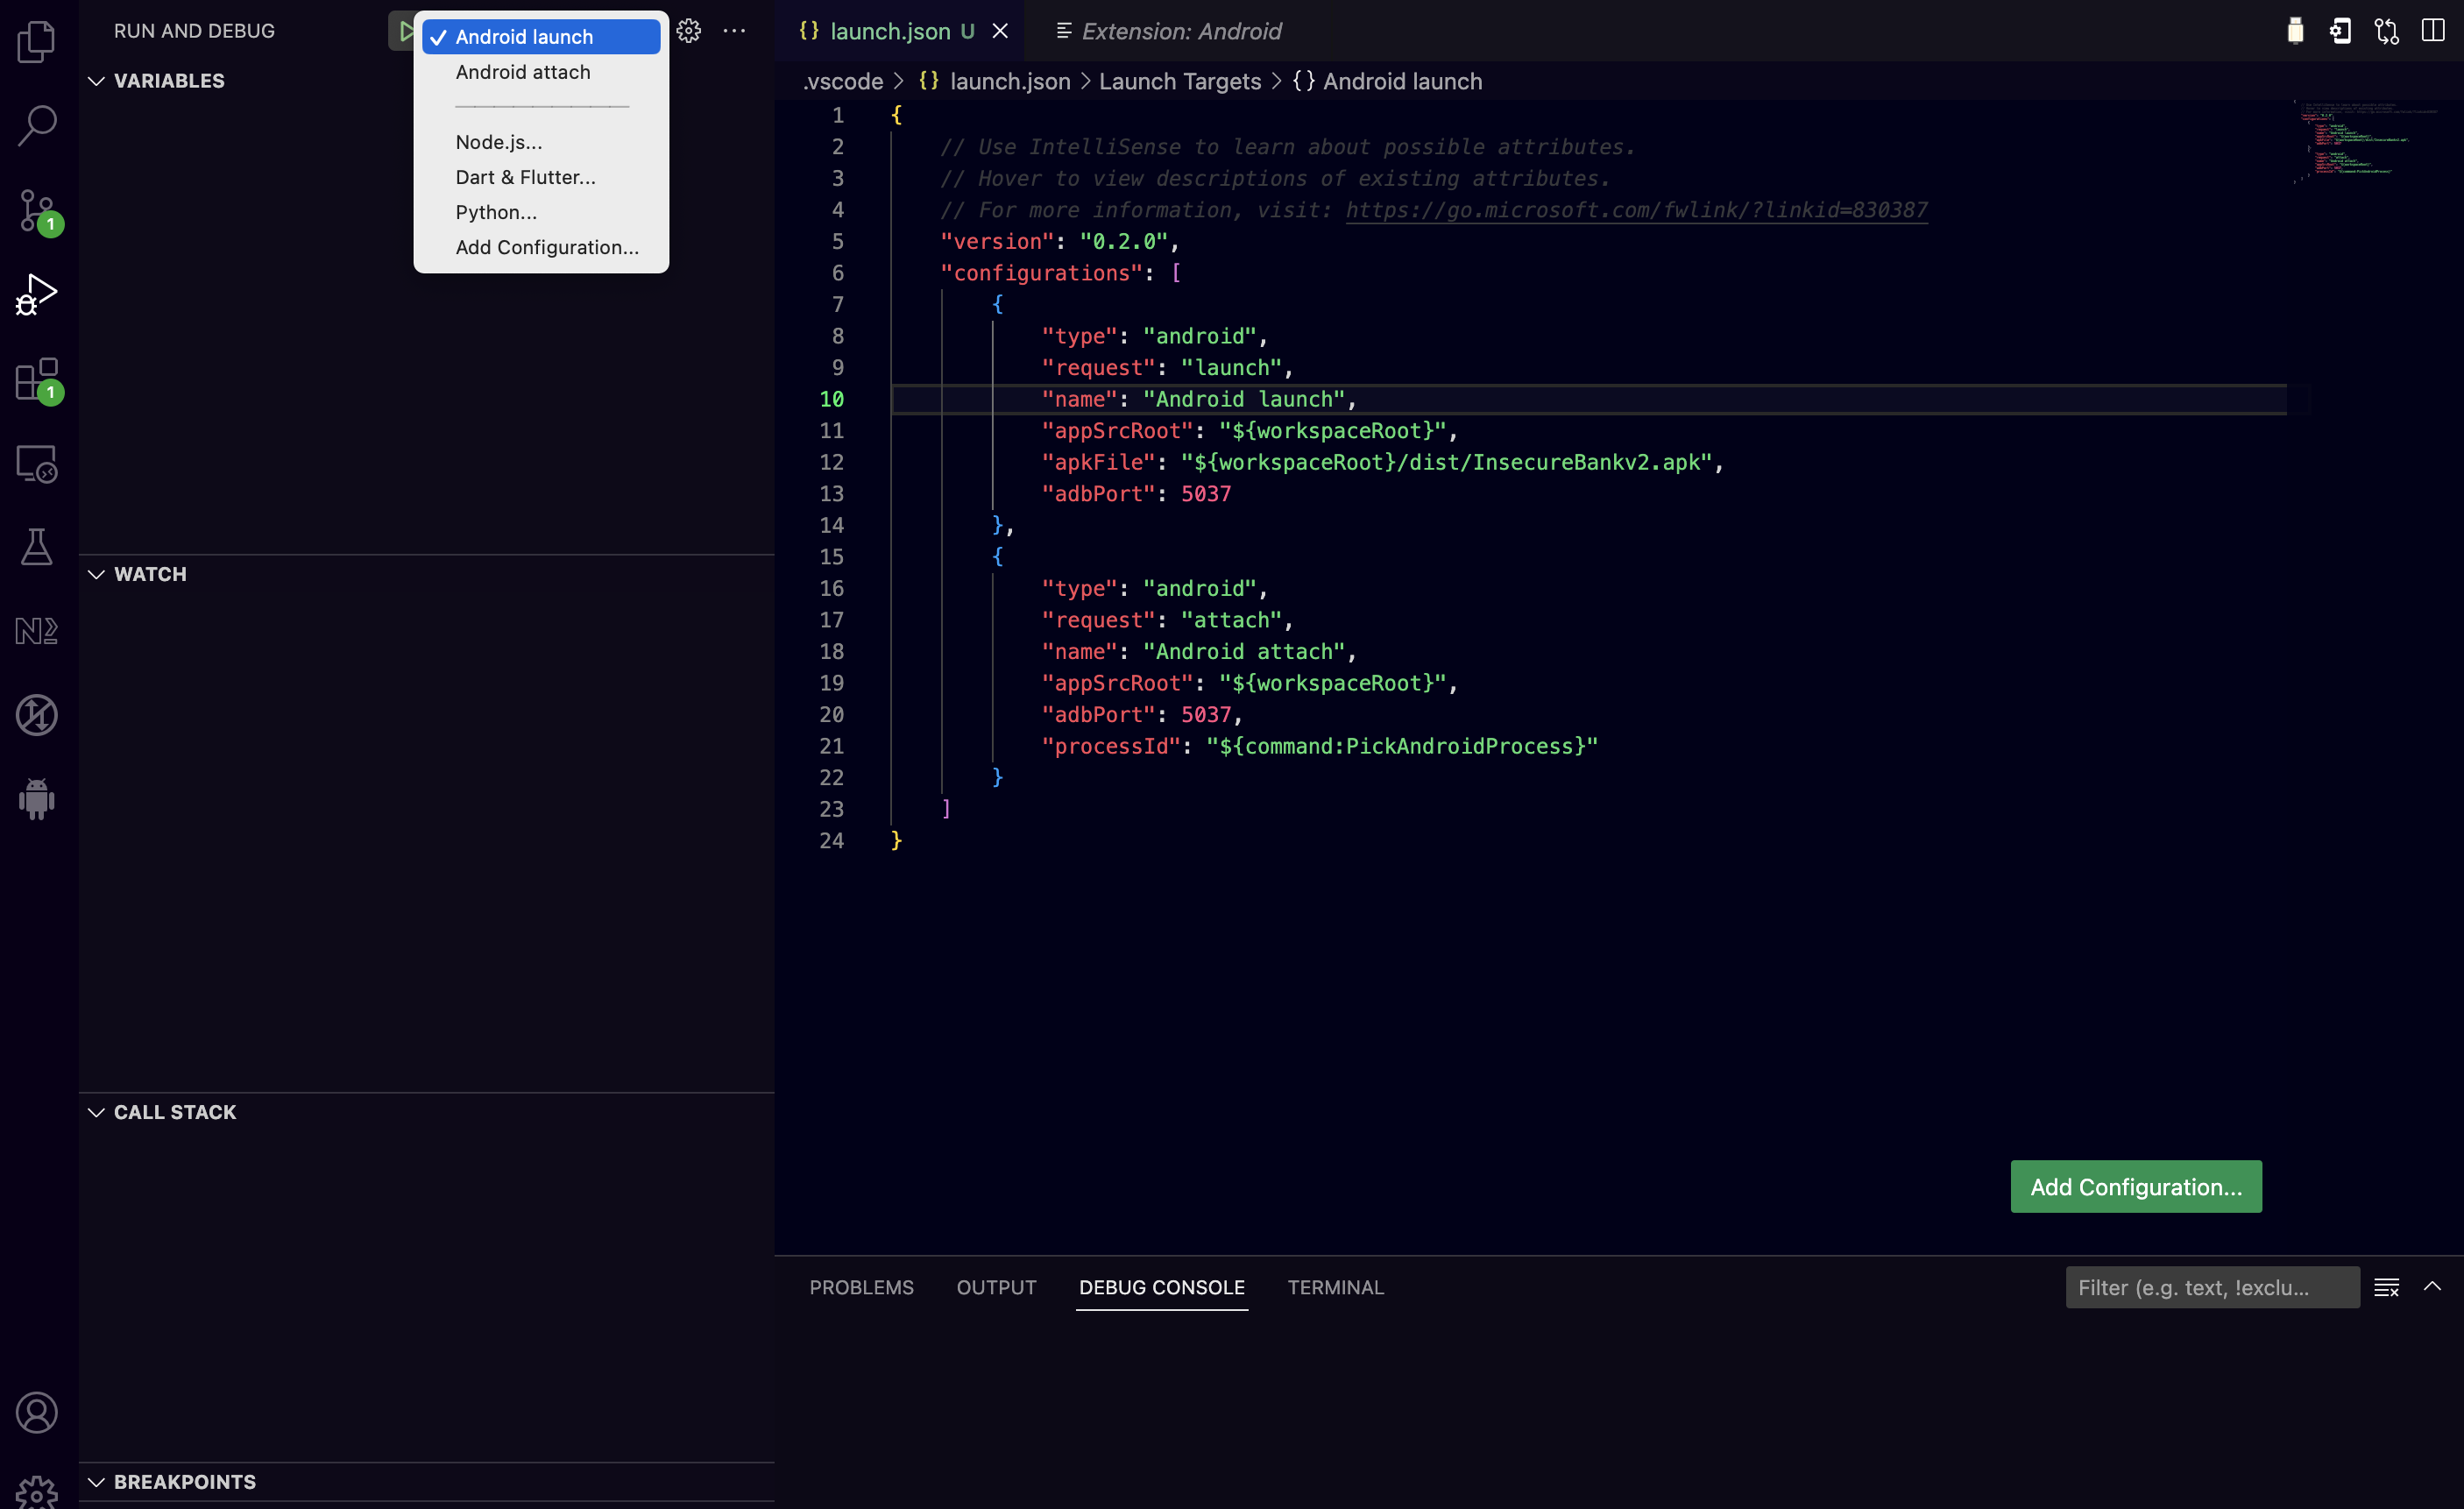 RUN AND DEBUG
Android launch
Android attach
Node.js...
Dart & Flutter...
Python...
Add Configuration...
VARIABLES
WATCH
CALL STACK
BREAKPOINTS
1
1
{} launch.json U
Extension: Android
.vscode > {} launch.json > Launch Targets > {} Android launch
1 {
2 // Use IntelliSense to learn about possible attributes.
3 // Hover to view descriptions of existing attributes.
4 // For more information, visit: https://go.microsoft.com/fwlink/?linkid=830387
5 "version": "0.2.0",
6 "configurations": [
7 {
8 "type": "android",
9 "request": "launch",
10 "name": "Android launch",
11 "appSrcRoot": "${workspaceRoot}",
12 "apkFile": "${workspaceRoot}/dist/InsecureBankv2.apk",
13 "adbPort": 5037
14 },
15 {
16 "type": "android",
17 "request": "attach",
18 "name": "Android attach",
19 "appSrcRoot": "${workspaceRoot}",
20 "adbPort": 5037,
21 "processId": "${command:PickAndroidProcess}"
22 }
23 ]
24 }
Add Configuration...
PROBLEMS OUTPUT DEBUG CONSOLE TERMINAL
Filter (e.g. text, !exclu...